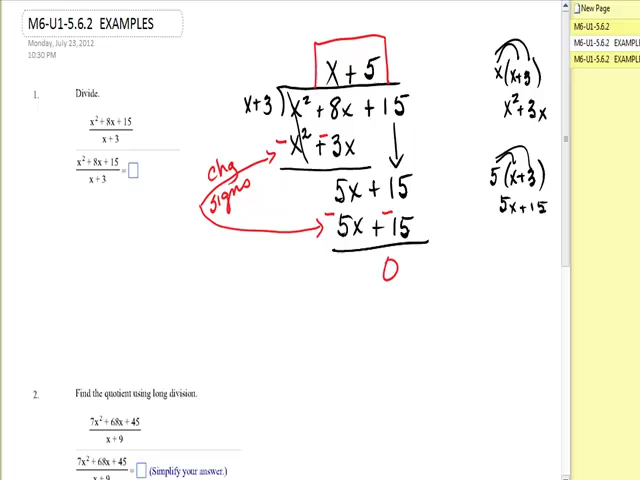 M6-U1-5.6.2 EXAMPLES
Monday, July 23, 2012
10:30 PM
1. Divide.
x² + 8x + 15
x + 3
x² + 8x + 15
x + 3
=
x + 5
x+3 ) x² + 8x + 15
- x² + - 3x
5x + 15
- 5x + - 15
0
chg
signs
x (x+3)
x² + 3x
5 (x+3)
5x + 15
2. Find the quotient using long division.
7x² + 68x + 45
x + 9
7x² + 68x + 45
x + 9
= (Simplify your answer.)
New Page
M6-U1-5.6.2
M6-U1-5.6.2 EXAMPL
M6-U1-5.6.2 EXAMPL